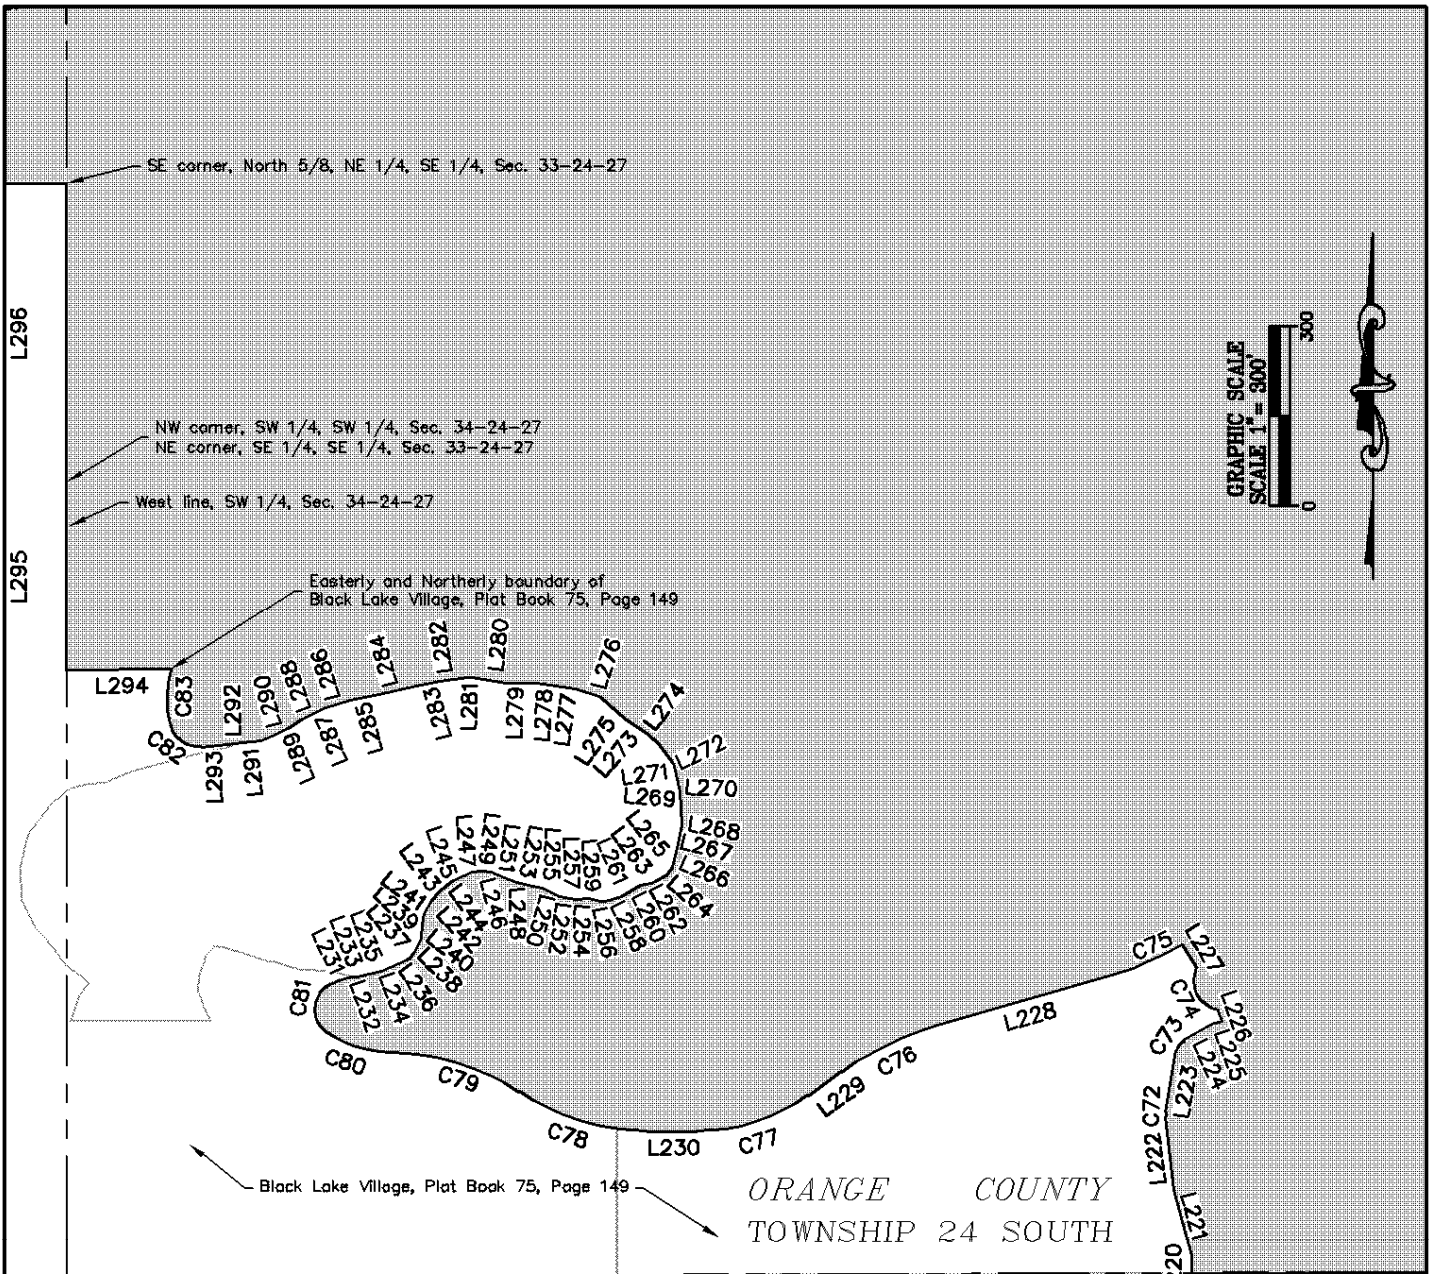 SE corner, North 5/8, NE 1/4, SE 1/4, Sec. 33-24-27
L296
300
GRAPHIC SCALE
SCALE 1" = 300'
0
NW corner, SW 1/4, SW 1/4, Sec. 34-24-27
NE corner, SE 1/4, SE 1/4, Sec. 33-24-27
West line, SW 1/4, Sec. 34-24-27
L295
Easterly and Northerly boundary of
Black Lake Village, Plat Book 75, Page 149
L294
C83
C82
L293
L292
L291
L290
L289
L288
L287
L286
L285
L284
L283
L282
L281
L280
L279
L278
L277
L276
L275
L274
L273
L272
L271
L270
L269
L268
L267
L266
L265
L264
L263
L262
L261
L260
L259
L258
L257
L256
L255
L254
L253
L252
L251
L250
L249
L248
L247
L246
L245
L244
L243
L242
L241
L240
L239
L238
L237
L236
L235
L234
L233
L232
L231
C81
C80
C79
C78
L230
C77
L229
C76
L228
C75
L227
C74
L226
L225
C73
L224
L223
C72
L222
L221
20
Black Lake Village, Plat Book 75, Page 149
ORANGE COUNTY
TOWNSHIP 24 SOUTH